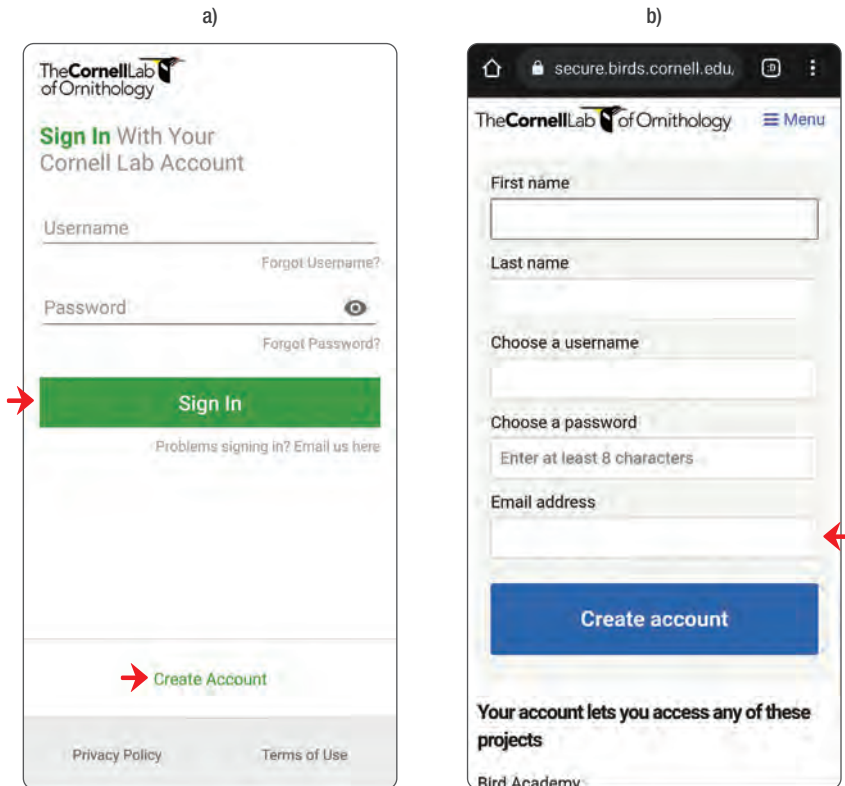 a)
TheCornellLab
of Ornithology
Sign In With Your
Cornell Lab Account
Username
Forgot Username?
Password
Forgot Password?
Sign In
Problems signing in? Email us here
Create Account
Privacy Policy Terms of Use
b)
secure.birds.cornell.edu, :D
TheCornellLab of Ornithology Menu
First name
Last name
Choose a username
Choose a password
Enter at least 8 characters
Email address
Create account
Your account lets you access any of these
projects
Bird Academy